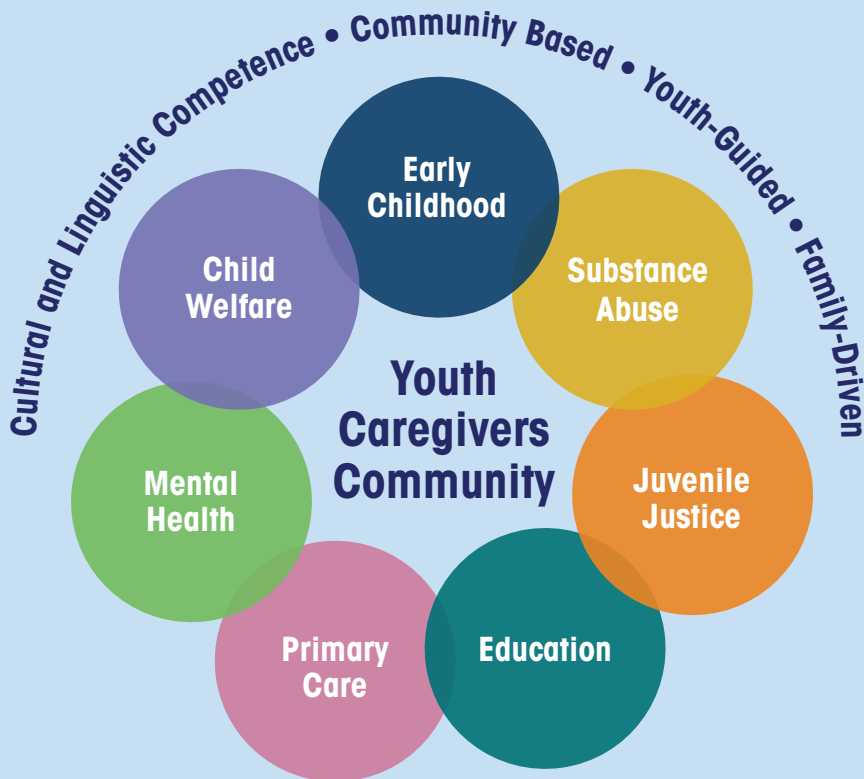 Cultural and Linguistic Competence • Community Based • Youth-Guided • Family-Driven
Early
Childhood
Substance
Abuse
Juvenile
Justice
Education
Primary
Care
Mental
Health
Child
Welfare
Youth
Caregivers
Community